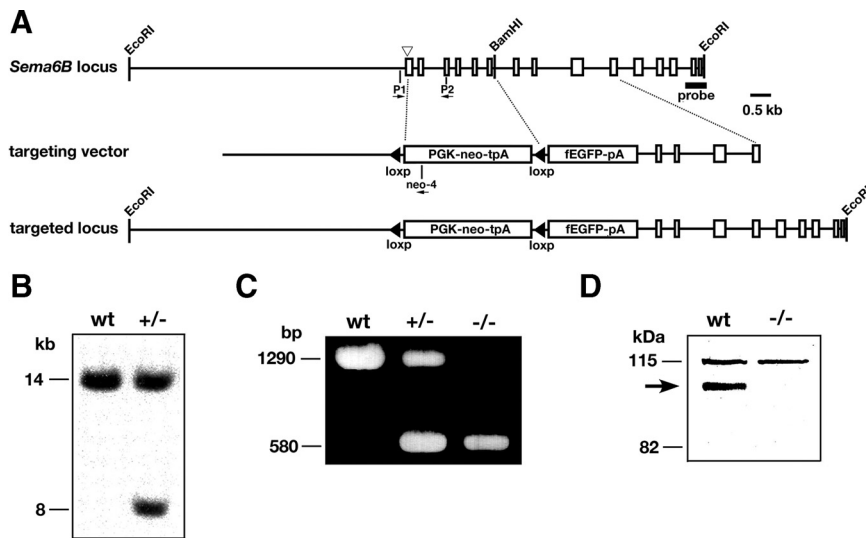 A
EcoRI
BamHI
EcoRI
Sema6B locus
P1
P2
probe
0.5 kb
targeting vector
PGK-neo-tpA
fEGFP-pA
loxp
loxp
neo-4
EcoRI
EcoRI
targeted locus
PGK-neo-tpA
fEGFP-pA
loxp
loxp
B
wt +/-
kb
14
8
C
wt +/- -/-
bp
1290
580
D
wt -/-
kDa
115
82